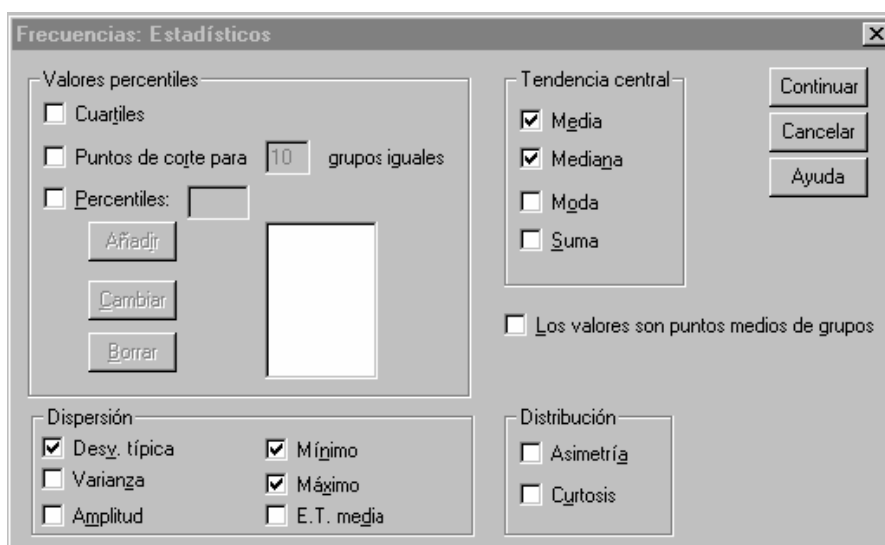 Frecuencias: Estadísticos
Valores percentiles
Cuartiles
Puntos de corte para 10 grupos iguales
Percentiles:
Añadir
Cambiar
Borrar
Tendencia central
Media
Mediana
Moda
Suma
Continuar
Cancelar
Ayuda
Los valores son puntos medios de grupos
Dispersión
Desv. típica
Mínimo
Varianza
Máximo
Amplitud
E.T. media
Distribución
Asimetría
Curtosis